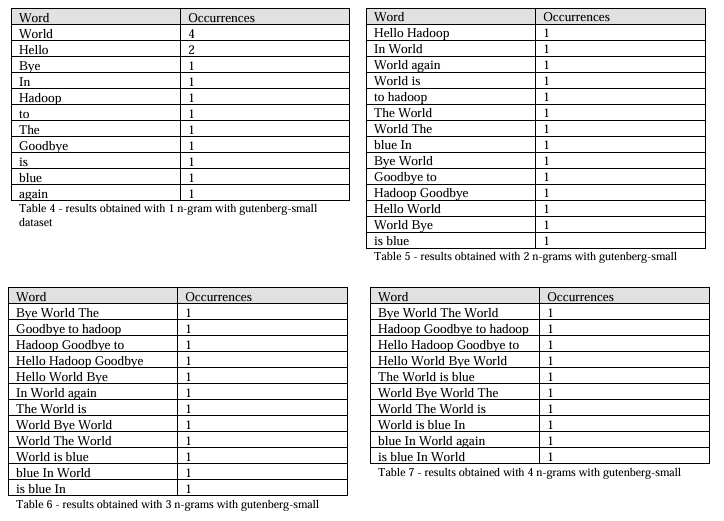 Word Occurrences
World 4
Hello 2
Bye 1
In 1
Hadoop 1
to 1
The 1
Goodbye 1
is 1
blue 1
again 1
Table 4 - results obtained with 1 n-gram with gutenberg-small
dataset
Word Occurrences
Hello Hadoop 1
In World 1
World again 1
World is 1
to hadoop 1
The World 1
World The 1
blue In 1
Bye World 1
Goodbye to 1
Hadoop Goodbye 1
Hello World 1
World Bye 1
is blue 1
Table 5 - results obtained with 2 n-grams with gutenberg-small
Word Occurrences
Bye World The 1
Goodbye to hadoop 1
Hadoop Goodbye to 1
Hello Hadoop Goodbye 1
Hello World Bye 1
In World again 1
The World is 1
World Bye World 1
World The World 1
World is blue 1
blue In World 1
is blue In 1
Table 6 - results obtained with 3 n-grams with gutenberg-small
Word Occurrences
Bye World The World 1
Hadoop Goodbye to hadoop 1
Hello Hadoop Goodbye to 1
Hello World Bye World 1
The World is blue 1
World Bye World The 1
World The World is 1
World is blue In 1
blue In World again 1
is blue In World 1
Table 7 - results obtained with 4 n-grams with gutenberg-small